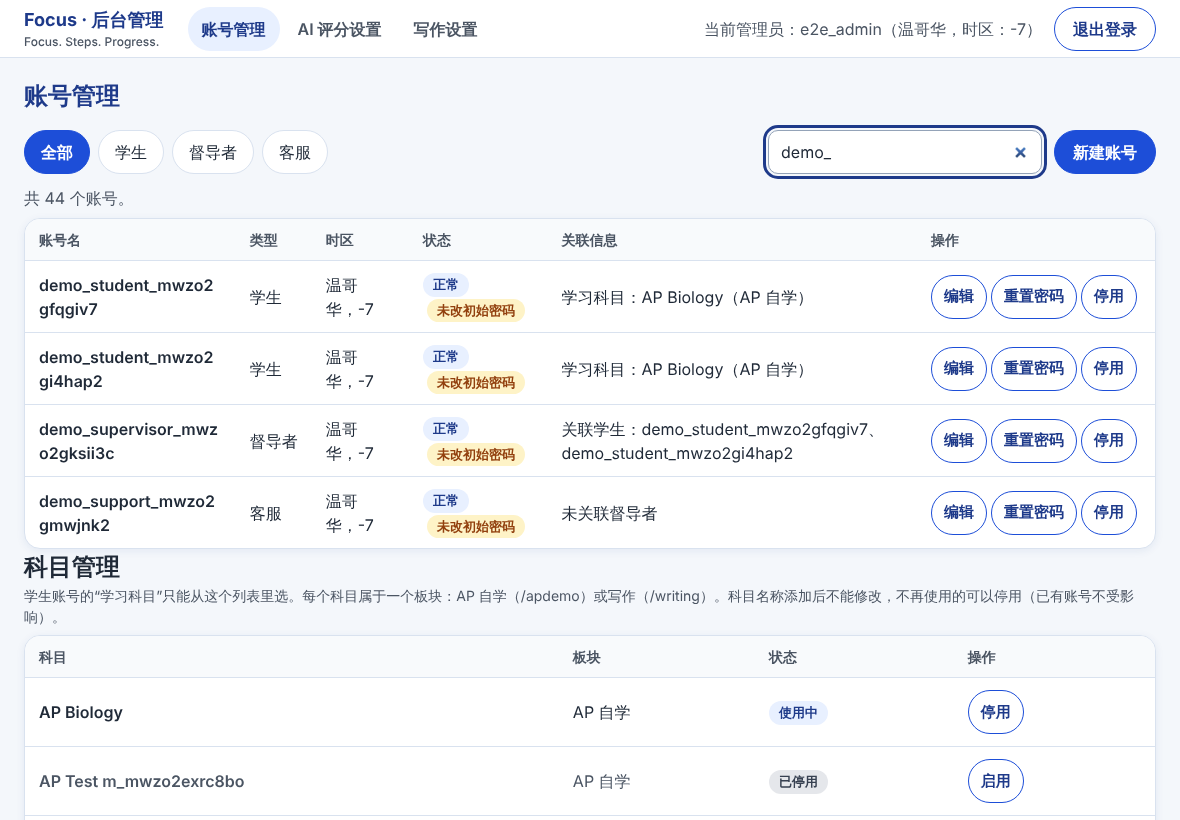 Focus · 后台管理
Focus. Steps. Progress.
账号管理
AI 评分设置
写作设置
当前管理员：e2e_admin（温哥华，时区：-7）
退出登录
账号管理
全部
学生
督导者
客服
demo_
×
新建账号
共 44 个账号。
账号名 类型 时区 状态 关联信息 操作
demo_student_mwzo2
gfqgiv7
学生
温哥
华，-7
正常
未改初始密码
学习科目：AP Biology（AP 自学）
编辑 重置密码 停用
demo_student_mwzo2
gi4hap2
学生
温哥
华，-7
正常
未改初始密码
学习科目：AP Biology（AP 自学）
编辑 重置密码 停用
demo_supervisor_mwz
o2gksii3c
督导者
温哥
华，-7
正常
未改初始密码
关联学生：demo_student_mwzo2gfqgiv7、
demo_student_mwzo2gi4hap2
编辑 重置密码 停用
demo_support_mwzo2
gmwjnk2
客服
温哥
华，-7
正常
未改初始密码
未关联督导者
编辑 重置密码 停用
科目管理
学生账号的“学习科目”只能从这个列表里选。每个科目属于一个板块：AP 自学（/apdemo）或写作（/writing）。科目名称添加后不能修改，不再使用的可以停用（已有账号不受影
响）。
科目 板块 状态 操作
AP Biology AP 自学 使用中 停用
AP Test m_mwzo2exrc8bo AP 自学 已停用 启用